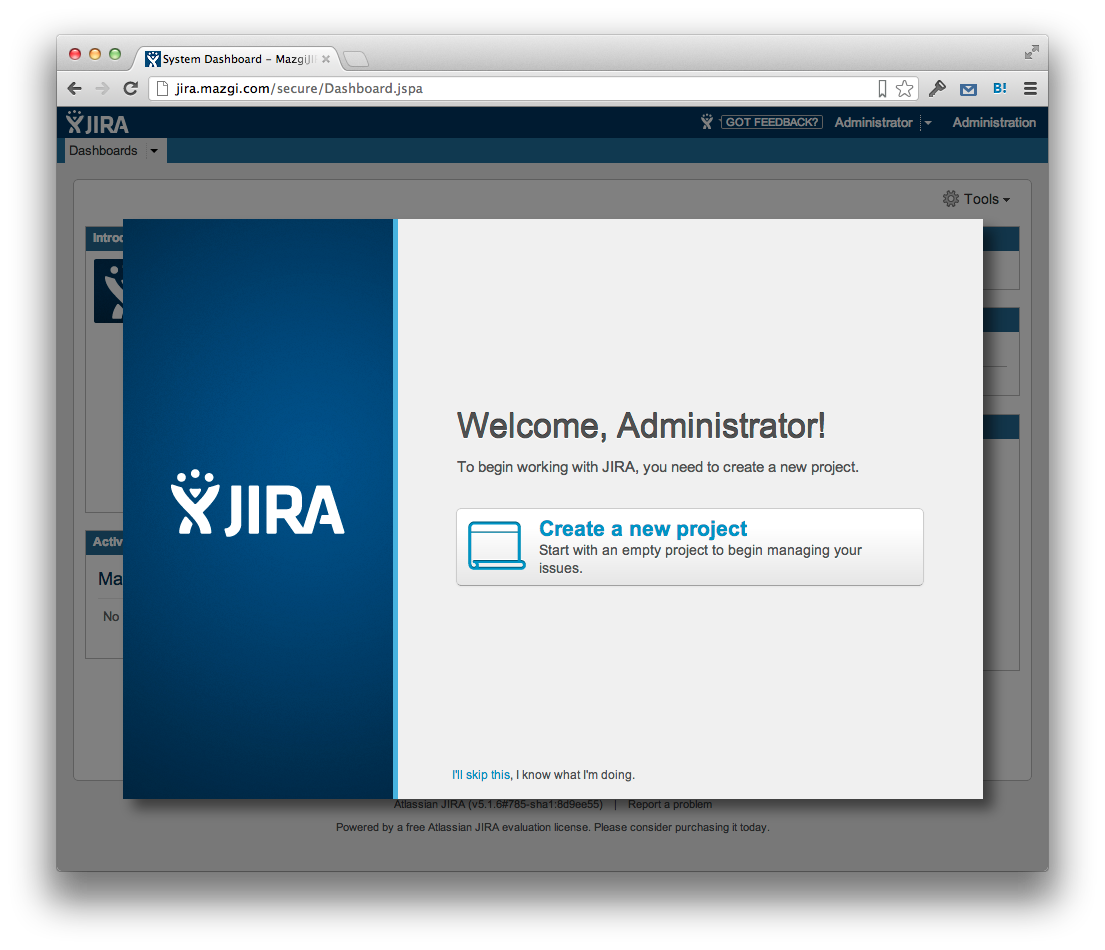 System Dashboard – MazgiJI
jira.mazgi.com/secure/Dashboard.jspa
B!
JIRA
GOT FEEDBACK?
Administrator
Administration
Dashboards
Tools
Introd
Welcome, Administrator!
To begin working with JIRA, you need to create a new project.
JIRA
Create a new project
Start with an empty project to begin managing your
issues.
Activ
Ma
No
I'll skip this, I know what I'm doing.
Atlassian JIRA (v5.1.6#785-sha1:8d9ee55) | Report a problem
Powered by a free Atlassian JIRA evaluation license. Please consider purchasing it today.